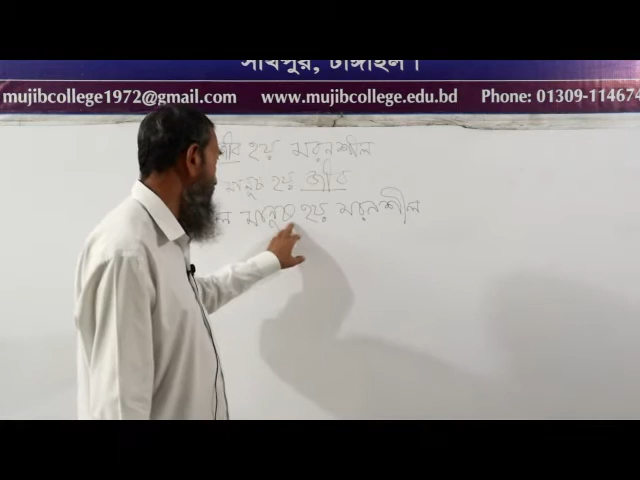 সখিপুর, টাঙ্গাইল।
mujibcollege1972@gmail.com www.mujibcollege.edu.bd Phone: 01309-114674
জীব হয় মরনশীল
মানুষ হয় জীব
মানুষ হয় মরনশীল